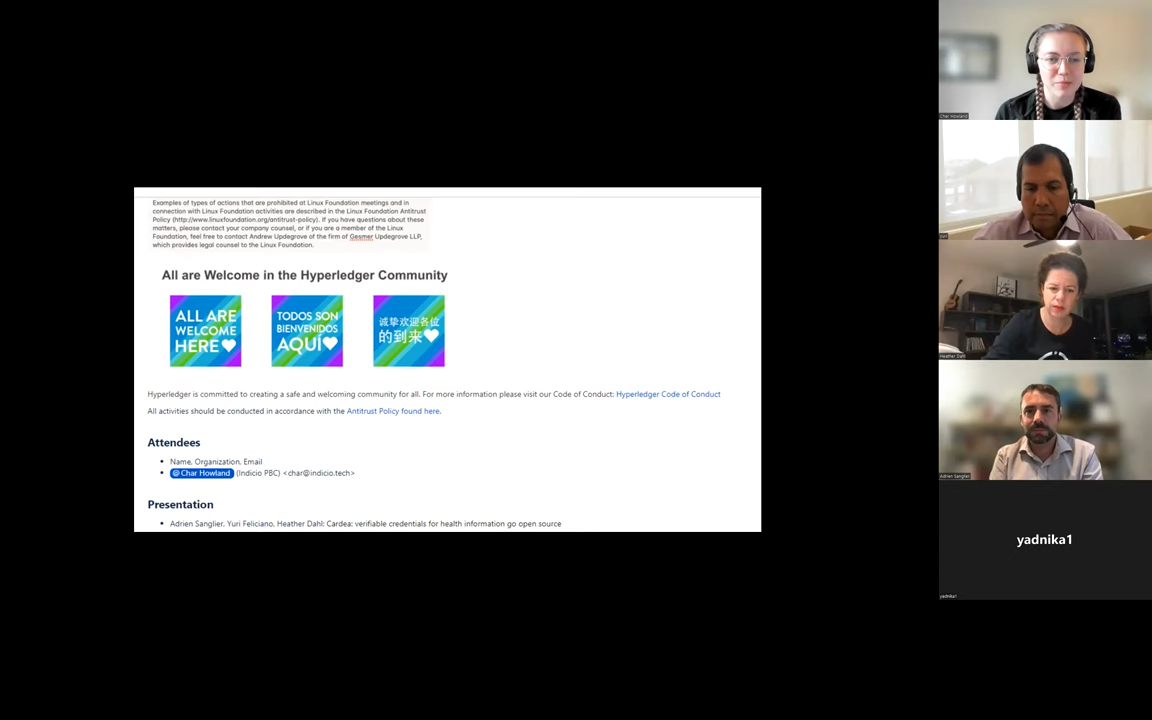 Examples of types of actions that are prohibited at Linux Foundation meetings and in
connection with Linux Foundation activities are described in the Linux Foundation Antitrust
Policy (http://www.linuxfoundation.org/antitrust-policy). If you have questions about these
matters, please contact your company counsel, or if you are a member of the Linux
Foundation, feel free to contact Andrew Updegrove of the firm of Gesmer Updegrove LLP,
which provides legal counsel to the Linux Foundation.
All are Welcome in the Hyperledger Community
ALL ARE
WELCOME
HERE
TODOS SON
BIENVENIDOS
AQUÍ
诚挚欢迎各位
的到来
Hyperledger is committed to creating a safe and welcoming community for all. For more information please visit our Code of Conduct: Hyperledger Code of Conduct
All activities should be conducted in accordance with the Antitrust Policy found here.
Attendees
Name, Organization, Email
@ Char Howland (Indicio PBC) <char@indicio.tech>
Presentation
Adrien Sanglier, Yuri Feliciano, Heather Dahl: Cardea: verifiable credentials for health information go open source
Char Howland
Heather Dahl
Adrien Sanglier
yadnika1
yadnika1